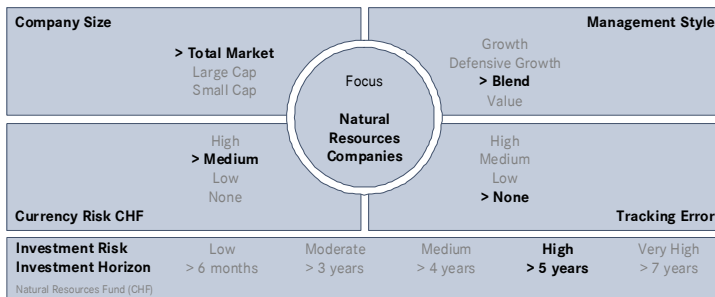 Company Size
> Total Market
Large Cap
Small Cap
Management Style
Growth
Defensive Growth
> Blend
Value
Focus
Natural
Resources
Companies
High
> Medium
Low
None
Currency Risk CHF
High
Medium
Low
> None
Tracking Error
Investment Risk Low Moderate Medium High Very High
Investment Horizon > 6 months > 3 years > 4 years > 5 years > 7 years
Natural Resources Fund (CHF)